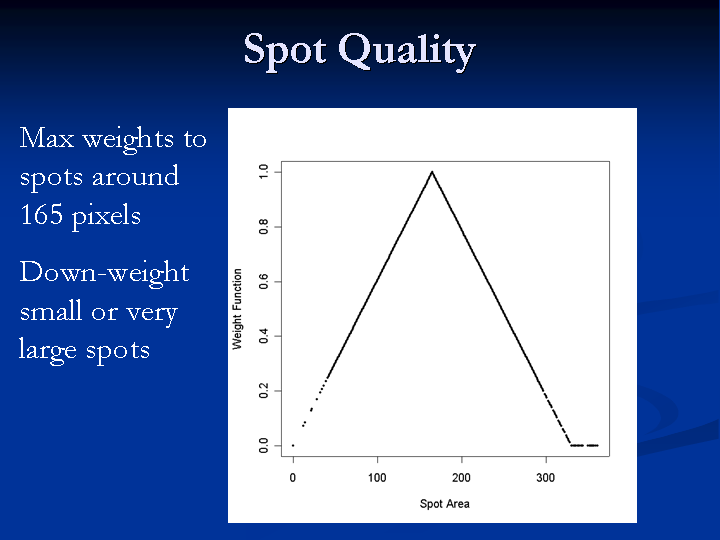 Spot Quality
Max weights to
spots around
165 pixels
Down-weight
small or very
large spots
Weight Function
1.0
0.8
0.6
0.4
0.2
0.0
0
100
200
300
Spot Area